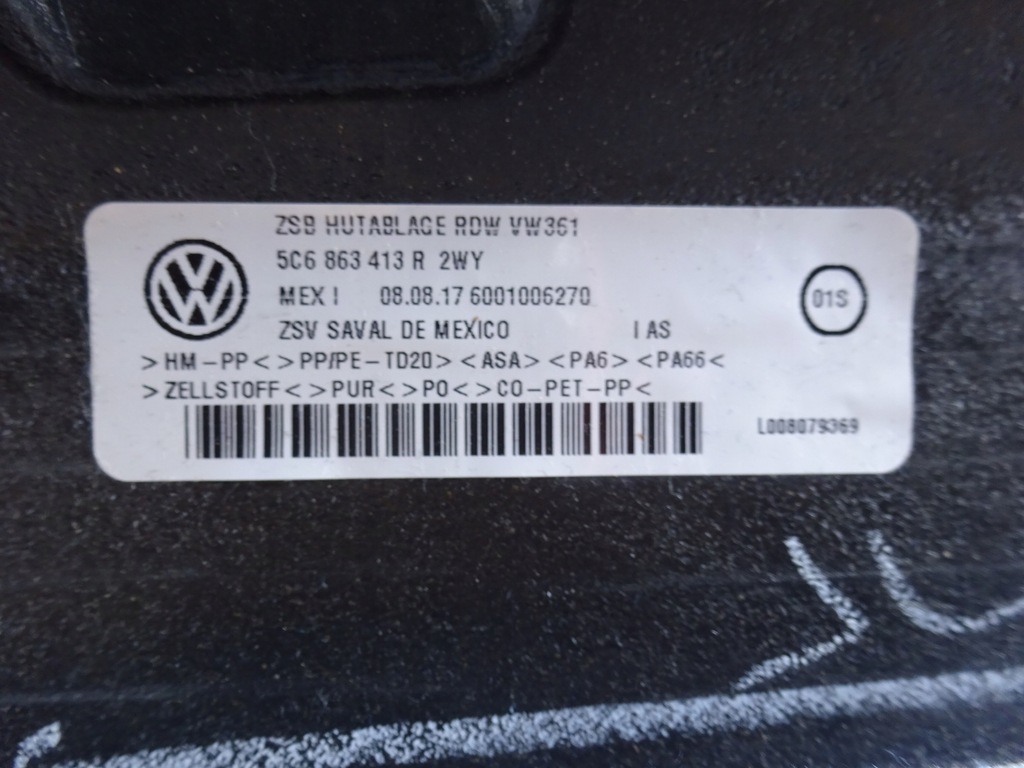 ZSB HUTABLAGE RDW VW361
5C6 863 413 R 2WY
MEX I 08.08.17 6001006270
01S
ZSV SAVAL DE MEXICO I AS
>HM-PP<>PP/PE-TD20><ASA><PA6><PA66<
>ZELLSTOFF<>PUR<>PO<>CO-PET-PP<
L008079369